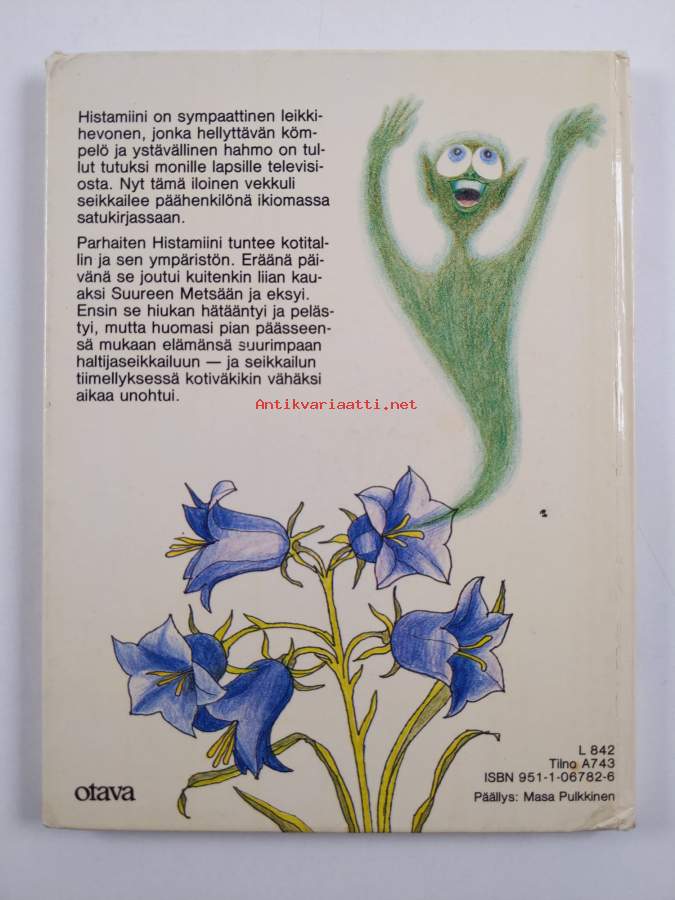 Histamiini on sympaattinen leikki-
hevonen, jonka hellyttävän köm-
pelö ja ystävällinen hahmo on tul-
lut tutuksi monille lapsille televisi-
osta. Nyt tämä iloinen vekkuli
seikkailee päähenkilönä ikiomassa
satukirjassaan.
Parhaiten Histamiini tuntee kotital-
lin ja sen ympäristön. Eräänä päi-
vänä se joutui kuitenkin liian kau-
aksi Suureen Metsään ja eksyi.
Ensin se hiukan hätääntyi ja peläs-
tyi, mutta huomasi pian päässeen-
sä mukaan elämänsä suurimpaan
haltijaseikkailuun — ja seikkailun
tiimellyksessä kotiväkikin vähäksi
aikaa unohtui.
Antikvariaatti.net
L 842
Tilno A743
ISBN 951-1-06782-6
Päällys: Masa Pulkkinen
otava